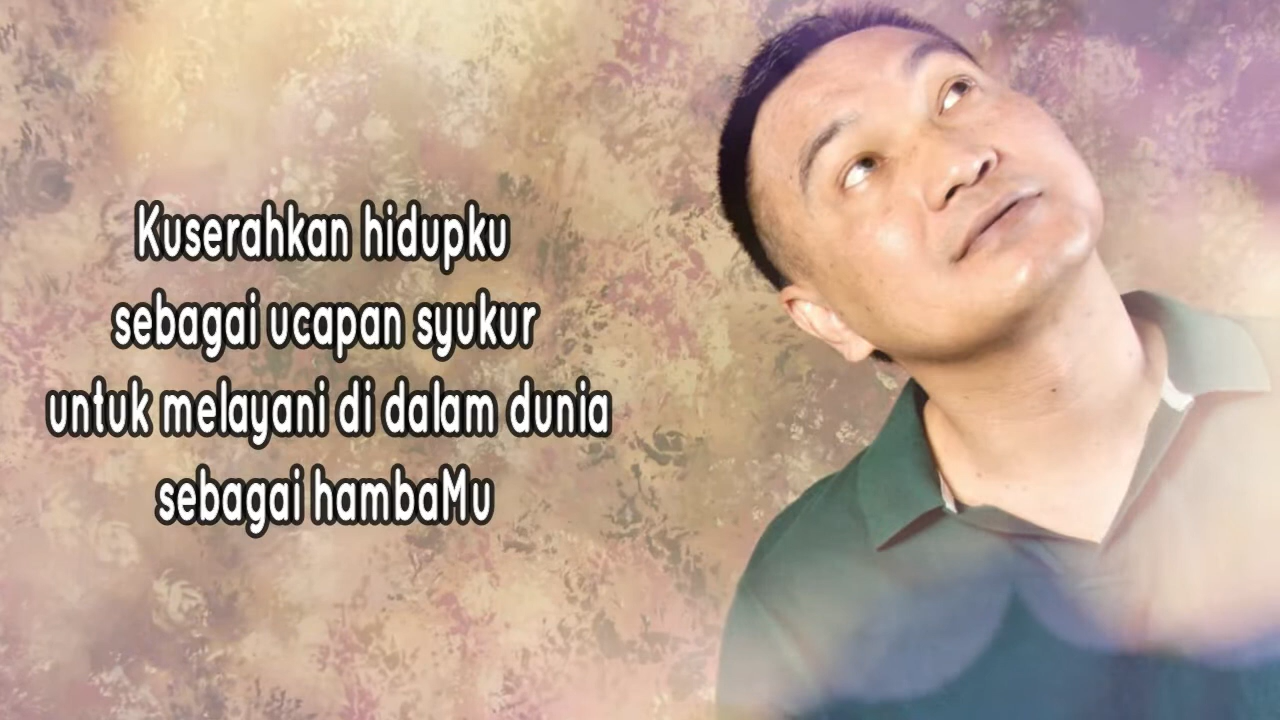 Kuserahkan hidupku
sebagai ucapan syukur
untuk melayani di dalam dunia
sebagai hambaMu